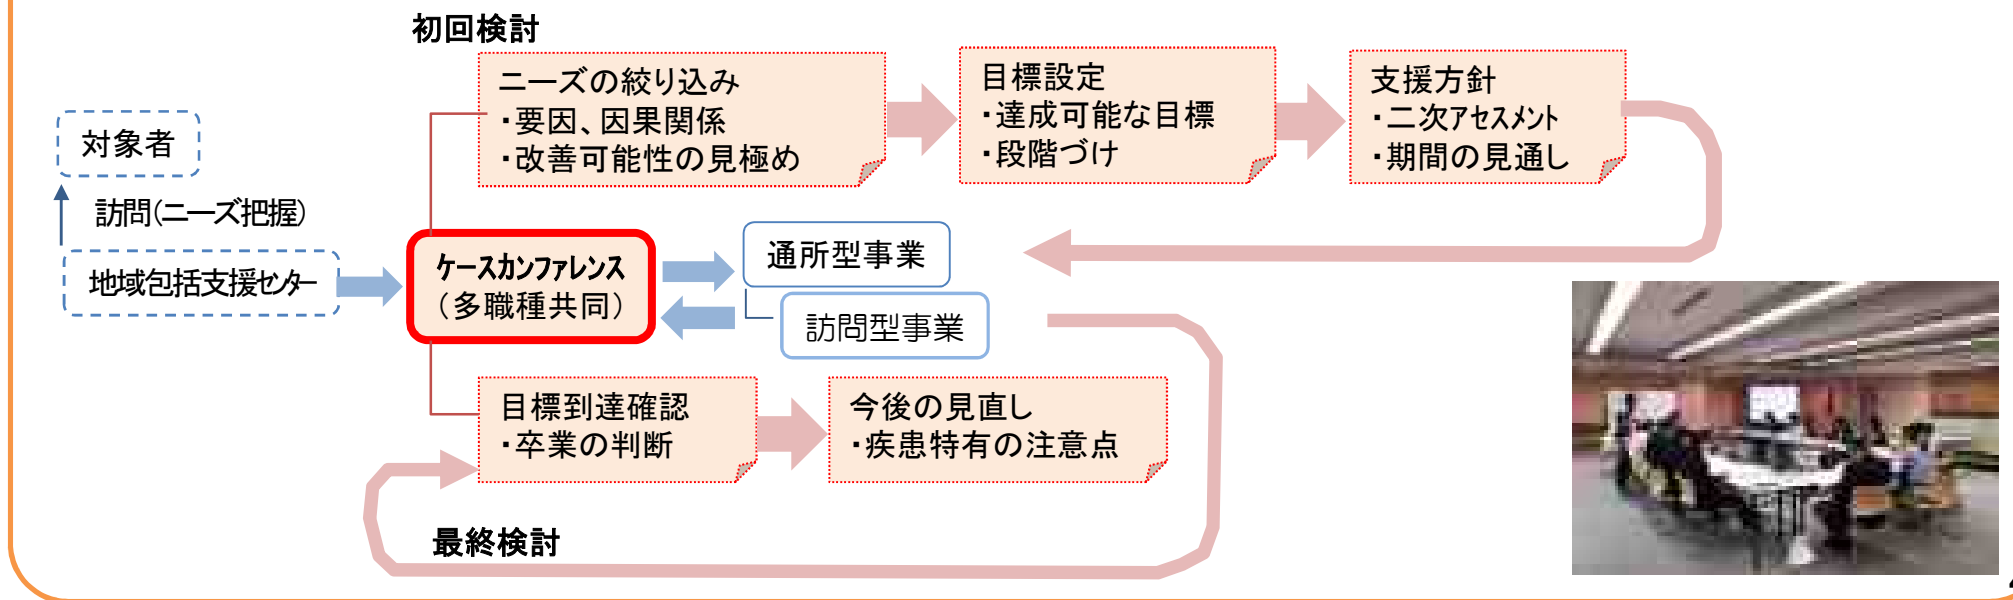 初回検討
ニーズの絞り込み
・要因、因果関係
・改善可能性の見極め
目標設定
・達成可能な目標
・段階づけ
支援方針
・二次アセスメント
・期間の見通し
対象者
訪問(ニーズ把握)
地域包括支援センター
ケースカンファレンス
（多職種共同）
通所型事業
訪問型事業
目標到達確認
・卒業の判断
今後の見直し
・疾患特有の注意点
最終検討